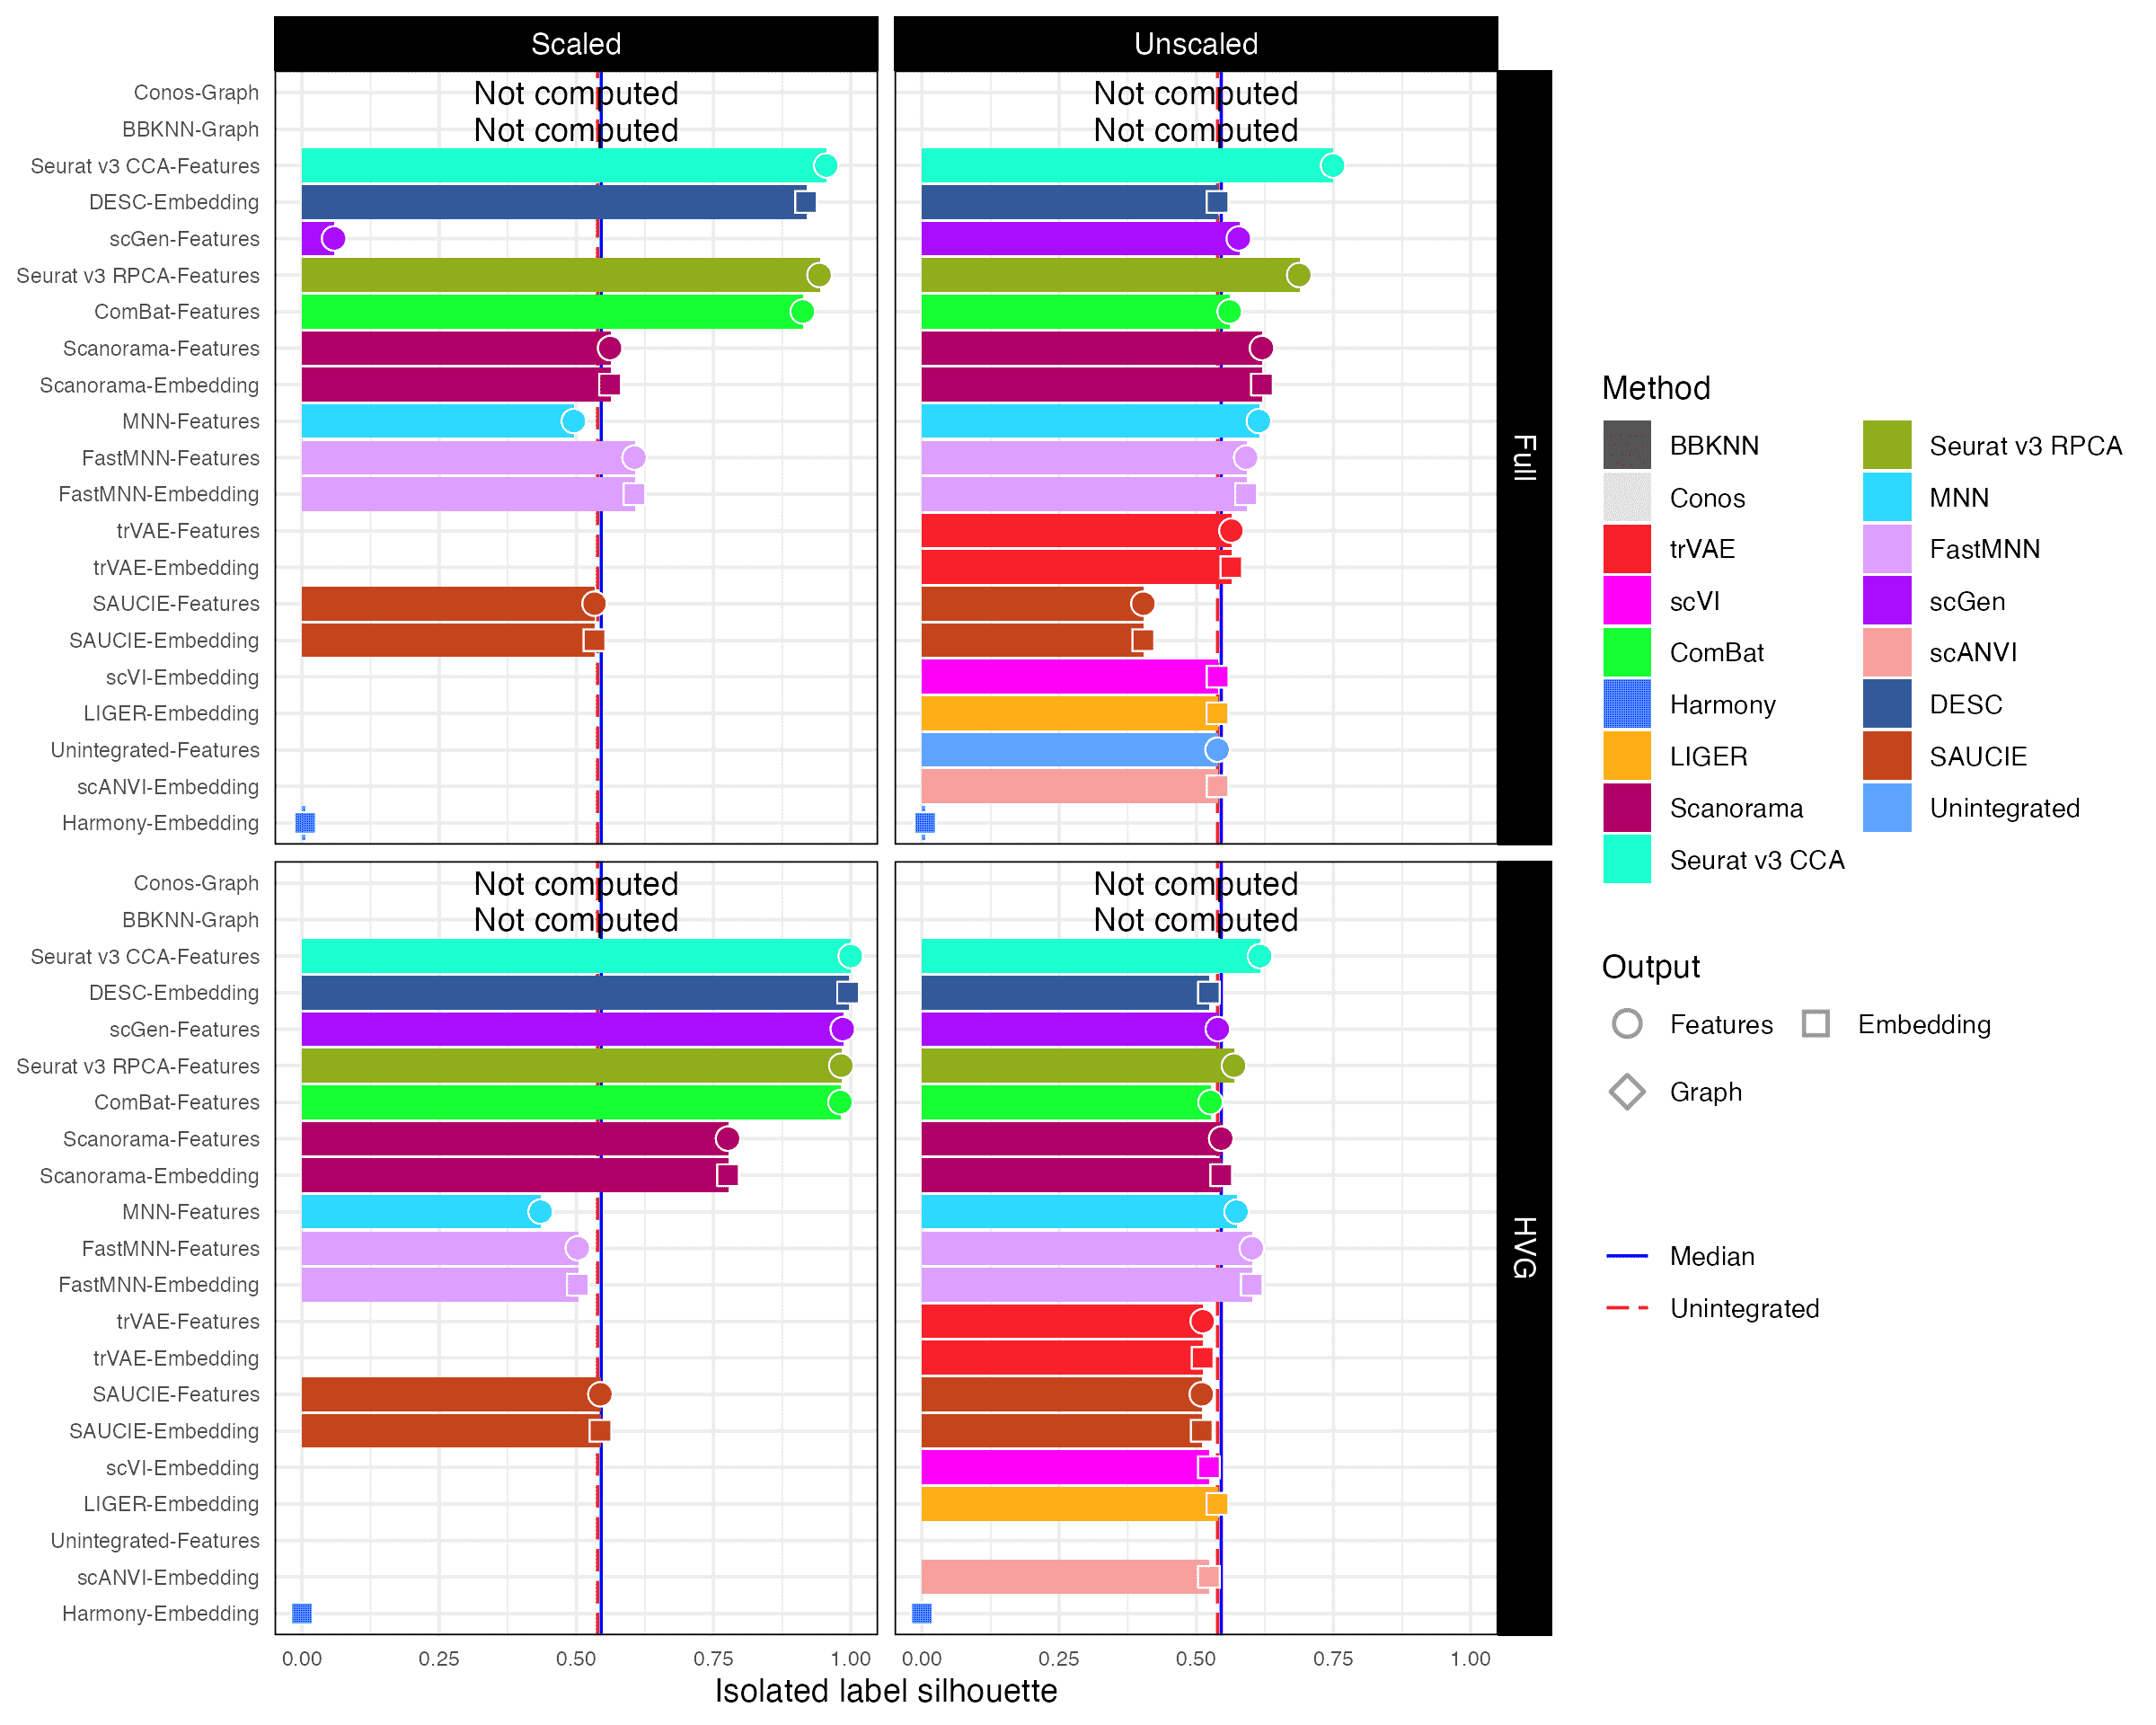 Scaled
Unscaled
Conos-Graph
Not computed
Not computed
BBKNN-Graph
Not computed
Not computed
Seurat v3 CCA-Features
DESC-Embedding
scGen-Features
Seurat v3 RPCA-Features
ComBat-Features
Scanorama-Features
Scanorama-Embedding
MNN-Features
FastMNN-Features
FastMNN-Embedding
trVAE-Features
trVAE-Embedding
SAUCIE-Features
SAUCIE-Embedding
scVI-Embedding
LIGER-Embedding
Unintegrated-Features
scANVI-Embedding
Harmony-Embedding
Full
Conos-Graph
Not computed
Not computed
BBKNN-Graph
Not computed
Not computed
Seurat v3 CCA-Features
DESC-Embedding
scGen-Features
Seurat v3 RPCA-Features
ComBat-Features
Scanorama-Features
Scanorama-Embedding
MNN-Features
FastMNN-Features
FastMNN-Embedding
trVAE-Features
trVAE-Embedding
SAUCIE-Features
SAUCIE-Embedding
scVI-Embedding
LIGER-Embedding
Unintegrated-Features
scANVI-Embedding
Harmony-Embedding
HVG
0.00 0.25 0.50 0.75 1.00
0.00 0.25 0.50 0.75 1.00
Isolated label silhouette
Method
BBKNN
Conos
trVAE
scVI
ComBat
Harmony
LIGER
Scanorama
Seurat v3 CCA
Seurat v3 RPCA
MNN
FastMNN
scGen
scANVI
DESC
SAUCIE
Unintegrated
Output
Features
Embedding
Graph
Median
Unintegrated